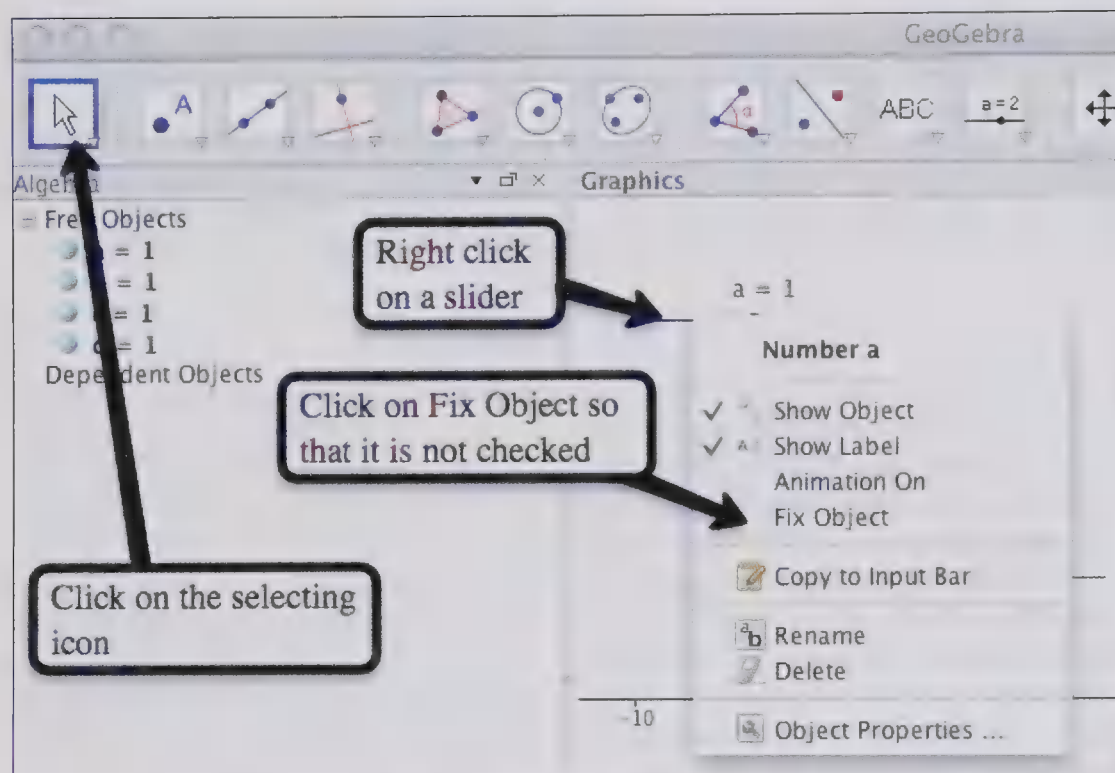 GeoGebra
A
α
ABC
a = 2
Algebra
Graphics
Free Objects
= 1
= 1
= 1
= 1
Dependent Objects
Right click
on a slider
a = 1
Number a
Click on Fix Object so
that it is not checked
Show Object
A Show Label
Animation On
Fix Object
Copy to Input Bar
ab Rename
Delete
Object Properties ...
Click on the selecting
icon
-10